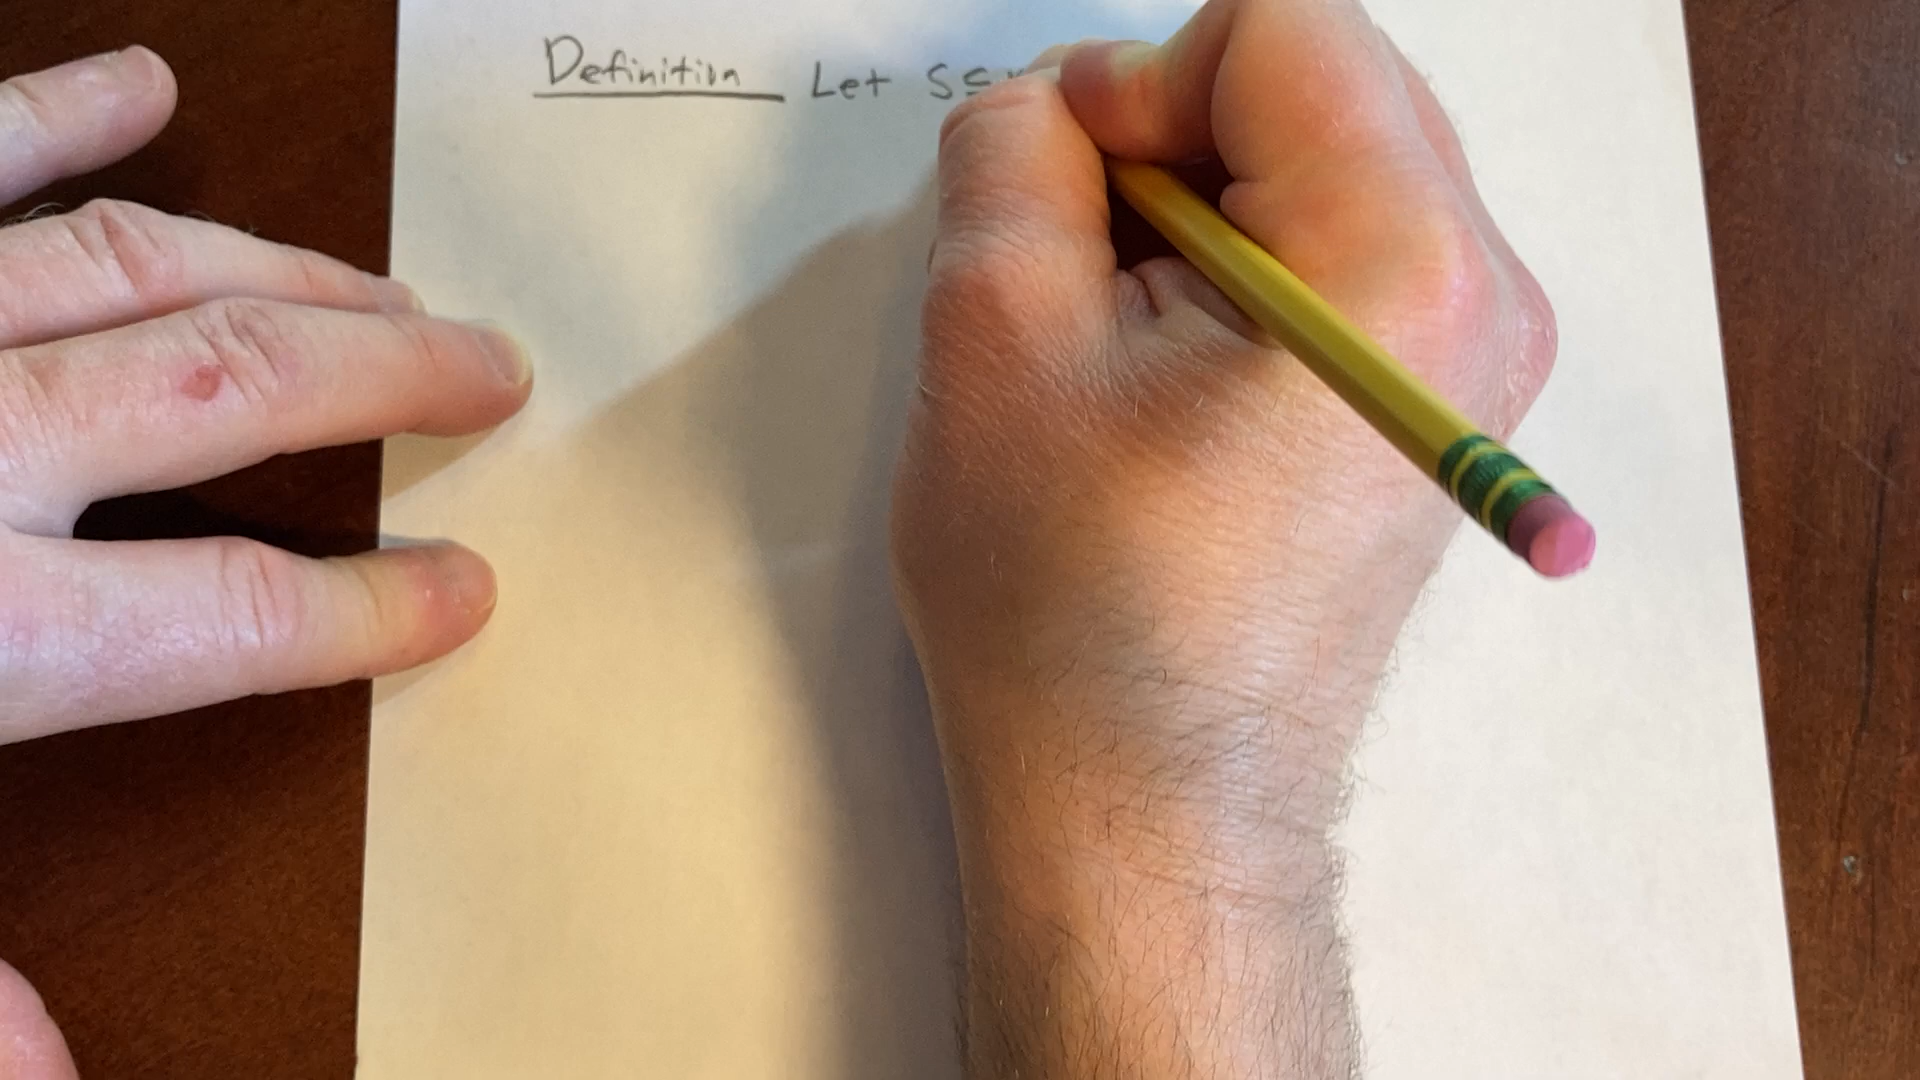 Definition Let S ⊆